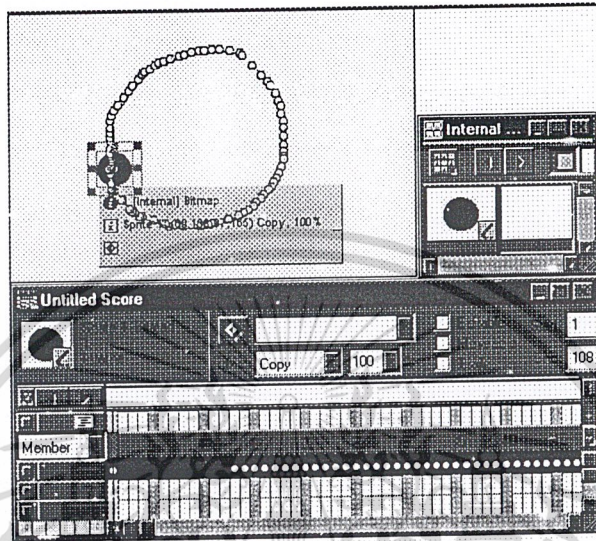 Internal ...
[Internal] Bitmap
Copy, 100%
Untitled Score
1
Copy 100 108
Member